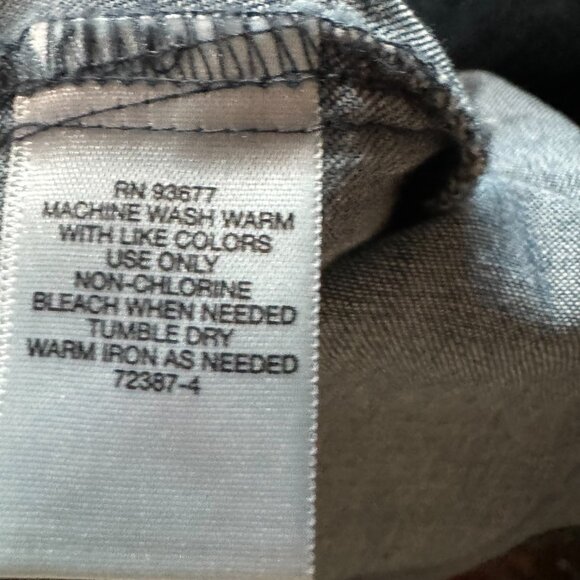 RN 93677
MACHINE WASH WARM
WITH LIKE COLORS
USE ONLY
NON-CHLORINE
BLEACH WHEN NEEDED
TUMBLE DRY
WARM IRON AS NEEDED
72387-4